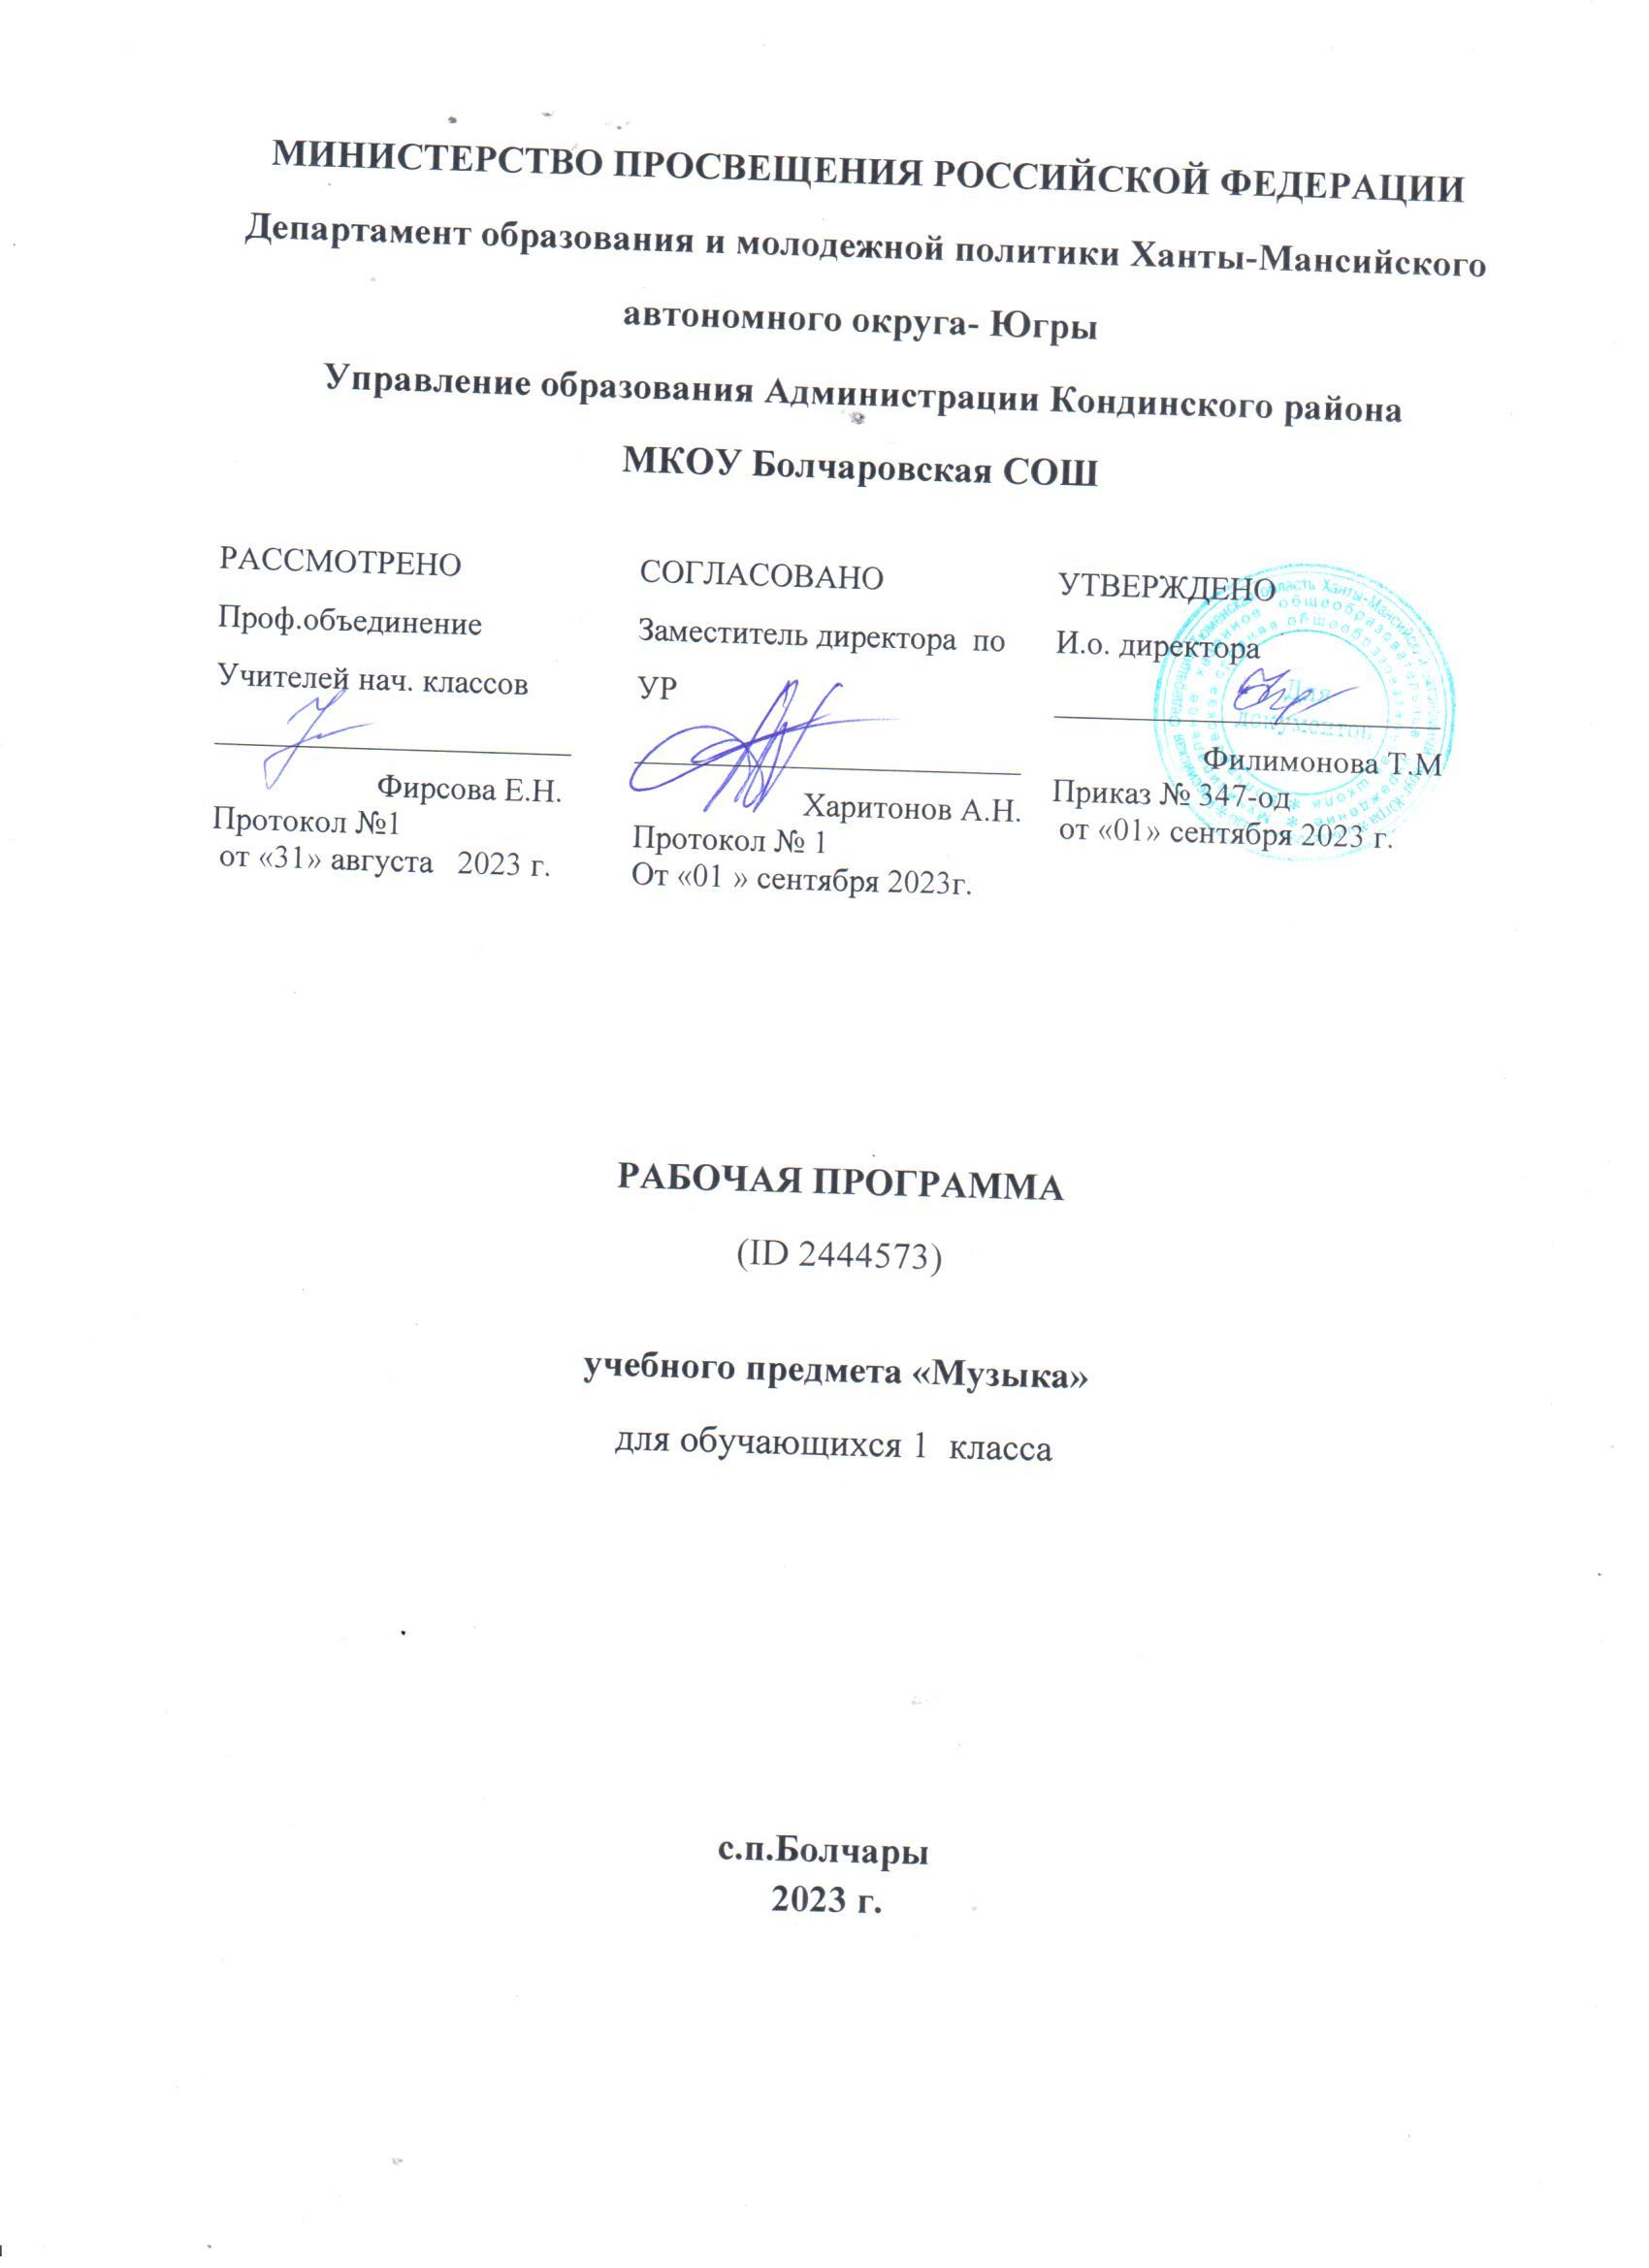 МИНИСТЕРСТВО ПРОСВЕЩЕНИЯ РОССИЙСКОЙ ФЕДЕРАЦИИ
Департамент образования и молодежной политики Ханты-Мансийского
автономного округа- Югры
Управление образования Администрации Кондинского района
МКОУ Болчаровская СОШ
РАССМОТРЕНО
Проф.объединение
Учителей нач. классов
Фирсова Е.Н.
Протокол №1
от «31» августа 2023 г.
СОГЛАСОВАНО
Заместитель директора по
УР
Харитонов А.Н.
Протокол № 1
От «01 » сентября 2023г.
УТВЕРЖДЕНО
И.о. директора
Для
документов
Филимонова Т.М
Приказ № 347-од
от «01» сентября 2023 г.
РАБОЧАЯ ПРОГРАММА
(ID 2444573)
учебного предмета «Музыка»
для обучающихся 1 класса
с.п.Болчары
2023 г.